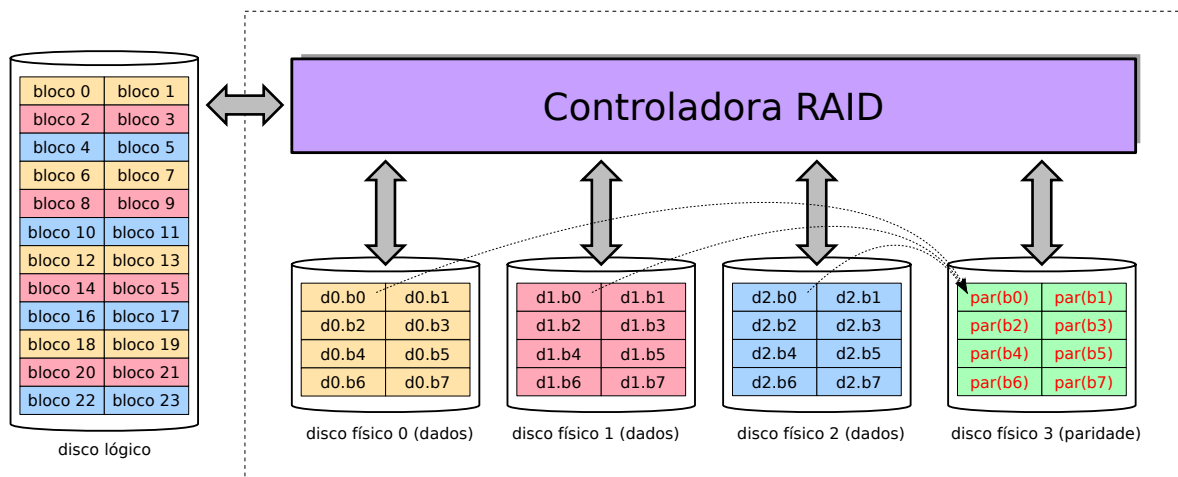 Controladora RAID
bloco 0 bloco 1
bloco 2 bloco 3
bloco 4 bloco 5
bloco 6 bloco 7
bloco 8 bloco 9
bloco 10 bloco 11
bloco 12 bloco 13
bloco 14 bloco 15
bloco 16 bloco 17
bloco 18 bloco 19
bloco 20 bloco 21
bloco 22 bloco 23
disco lógico
d0.b0 d0.b1
d0.b2 d0.b3
d0.b4 d0.b5
d0.b6 d0.b7
disco físico 0 (dados)
d1.b0 d1.b1
d1.b2 d1.b3
d1.b4 d1.b5
d1.b6 d1.b7
disco físico 1 (dados)
d2.b0 d2.b1
d2.b2 d2.b3
d2.b4 d2.b5
d2.b6 d2.b7
disco físico 2 (dados)
par(b0) par(b1)
par(b2) par(b3)
par(b4) par(b5)
par(b6) par(b7)
disco físico 3 (paridade)